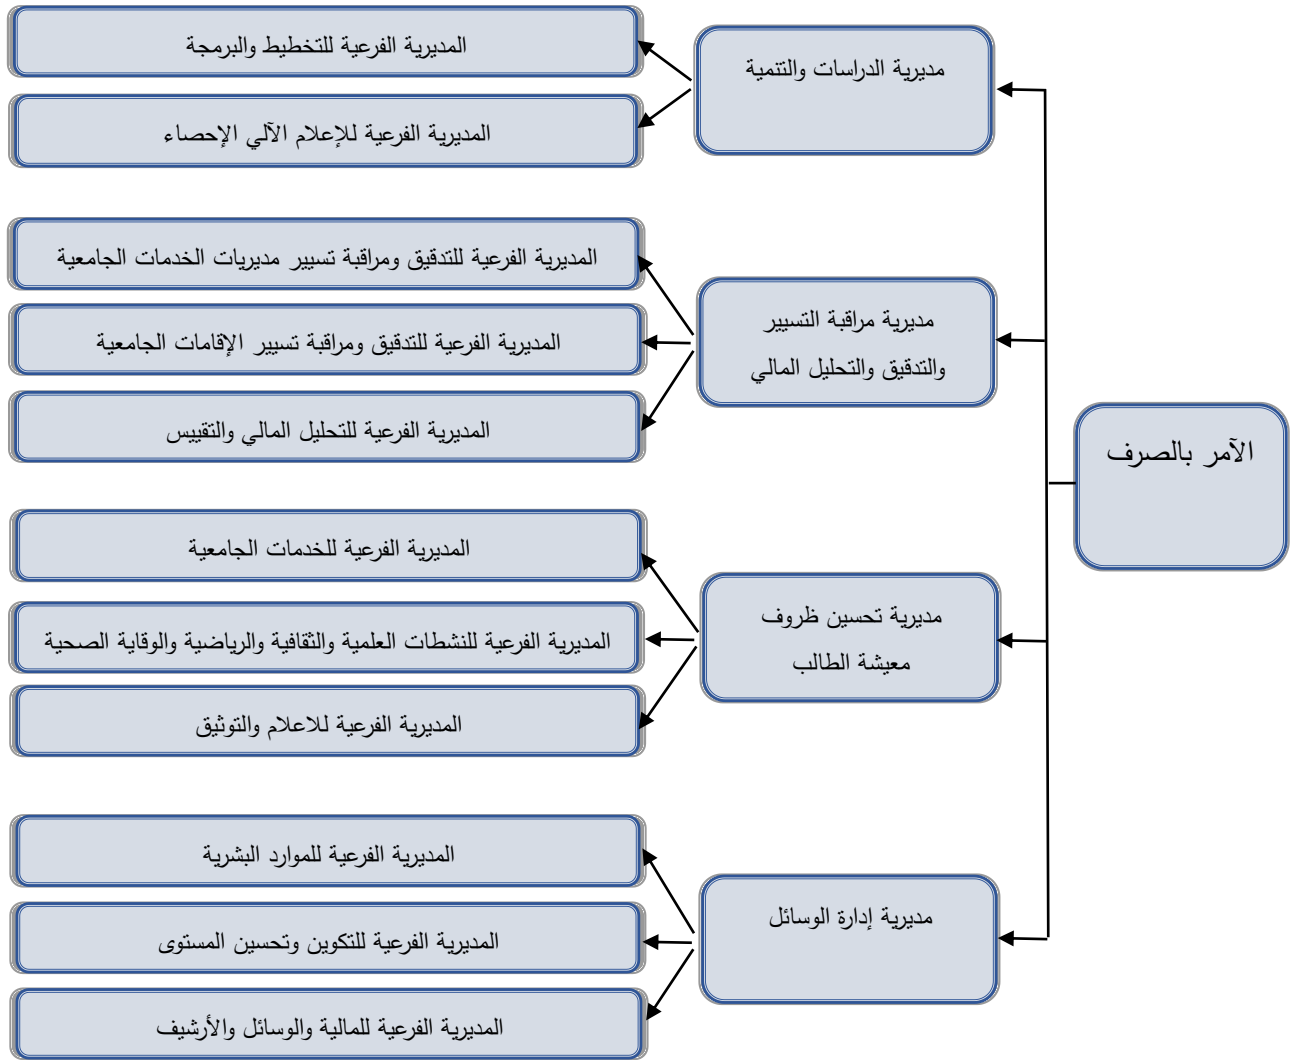 الآمر بالصرف
مديرية الدراسات والتنمية
المديرية الفرعية للتخطيط والبرمجة
المديرية الفرعية للإعلام الآلي الإحصاء
مديرية مراقبة التسيير
والتدقيق والتحليل المالي
المديرية الفرعية للتدقيق ومراقبة تسيير مديريات الخدمات الجامعية
المديرية الفرعية للتدقيق ومراقبة تسيير الإقامات الجامعية
المديرية الفرعية للتحليل المالي والتقييس
مديرية تحسين ظروف
معيشة الطالب
المديرية الفرعية للخدمات الجامعية
المديرية الفرعية للنشطات العلمية والثقافية والرياضية والوقاية الصحية
المديرية الفرعية للاعلام والتوثيق
مديرية إدارة الوسائل
المديرية الفرعية للموارد البشرية
المديرية الفرعية للتكوين وتحسين المستوى
المديرية الفرعية للمالية والوسائل والأرشيف